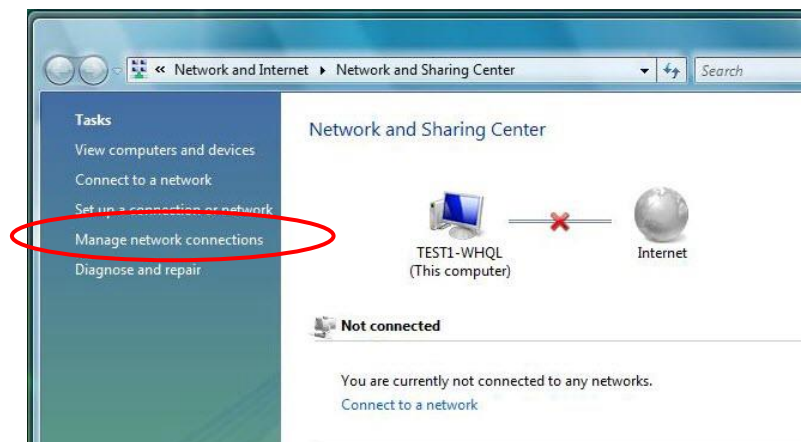 « Network and Internet ▸ Network and Sharing Center
Search
Tasks
View computers and devices
Connect to a network
Set up a connection or network
Manage network connections
Diagnose and repair
Network and Sharing Center
TEST1-WHQL
(This computer)
Internet
Not connected
You are currently not connected to any networks.
Connect to a network